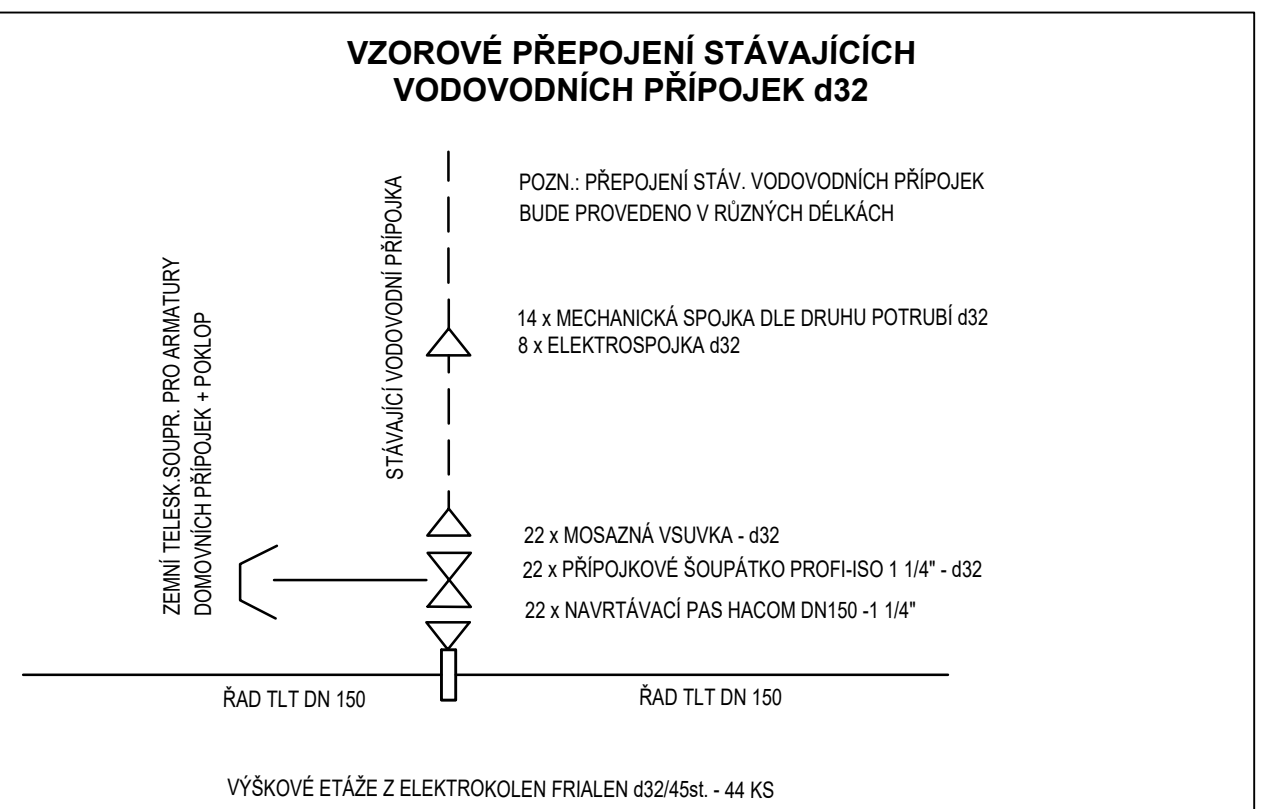 VZOROVÉ PŘEPOJENÍ STÁVAJÍCÍCH
VODOVODNÍCH PŘÍPOJEK d32
POZN.: PŘEPOJENÍ STÁV. VODOVODNÍCH PŘÍPOJEK
BUDE PROVEDENO V RŮZNÝCH DÉLKÁCH
STÁVAJÍCÍ VODOVODNÍ PŘÍPOJKA
ZEMNÍ TELESK.SOUPR. PRO ARMATURY
DOMOVNÍCH PŘÍPOJEK + POKLOP
14 x MECHANICKÁ SPOJKA DLE DRUHU POTRUBÍ d32
8 x ELEKTROSPOJKA d32
22 x MOSAZNÁ VSUVKA - d32
22 x PŘÍPOJKOVÉ ŠOUPÁTKO PROFI-ISO 1 1/4" - d32
22 x NAVRTÁVACÍ PAS HACOM DN150 -1 1/4"
ŘAD TLT DN 150
ŘAD TLT DN 150
VÝŠKOVÉ ETÁŽE Z ELEKTROKOLEN FRIALEN d32/45st. - 44 KS